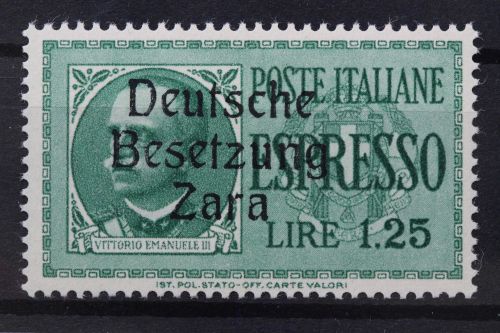 POSTE ITALIANE
Deutsche
Besetzung
Zara
ESPRESSO
LIRE 1.25
VITTORIO EMANUELE III
IST. POL. STATO-OFF. CARTE VALORI